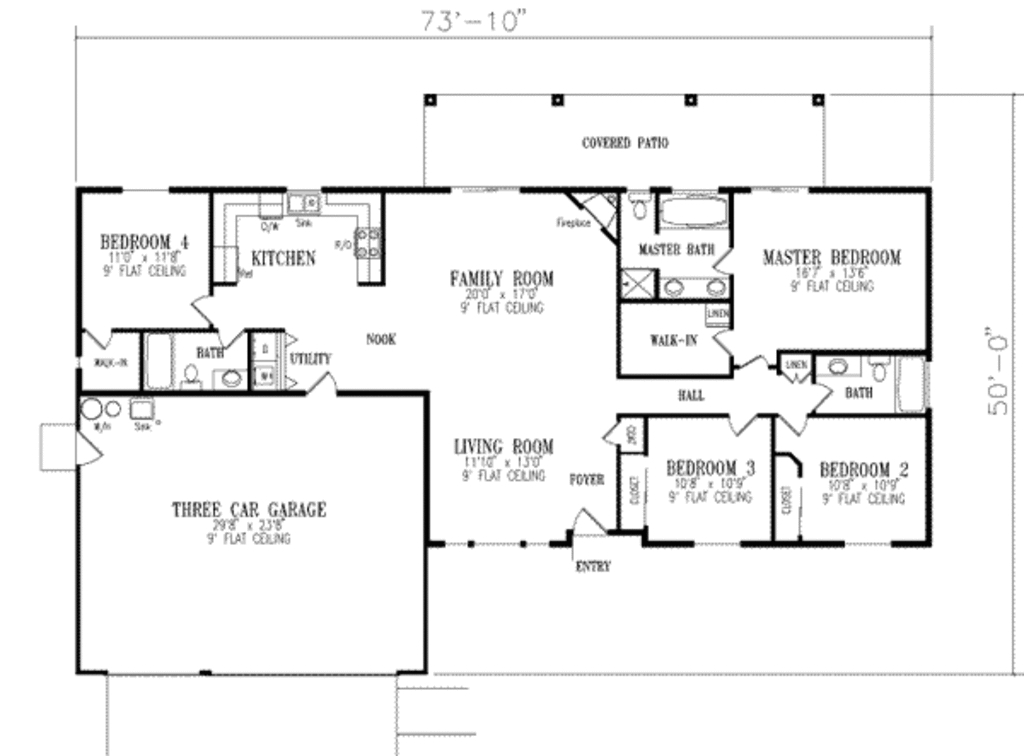 73'-10"
COVERED PATIO
BEDROOM 4
11'0" x 11'8"
9' FLAT CEILING
D/W
Sink
R/O
KITCHEN
Ref
Fireplace
FAMILY ROOM
20'0" x 17'0"
9' FLAT CEILING
MASTER BATH
MASTER BEDROOM
16'7" x 13'6"
9' FLAT CEILING
LINEN
WALK-IN
NOOK
WALK-IN
BATH
D
UTILITY
LINEN
BATH
HALL
50'-0"
W/H
Sink
LIVING ROOM
11'10" x 13'0"
9' FLAT CEILING
COAT
FOYER
CLOSET
BEDROOM 3
10'8" x 10'9"
9' FLAT CEILING
CLOSET
BEDROOM 2
10'8" x 10'9"
9' FLAT CEILING
THREE CAR GARAGE
29'8" x 23'8"
9' FLAT CEILING
ENTRY